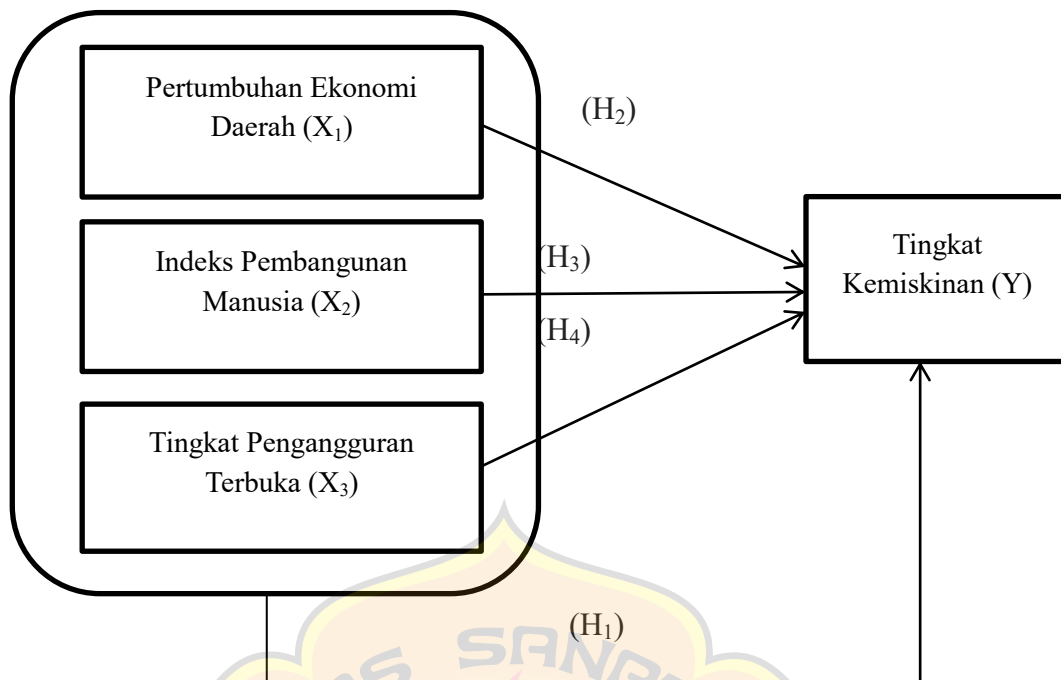 Pertumbuhan Ekonomi
Daerah (X₁)
(H₂)
Indeks Pembangunan
Manusia (X₂)
(H₃)
Tingkat
Kemiskinan (Y)
(H₄)
Tingkat Pengangguran
Terbuka (X₃)
(H₁)